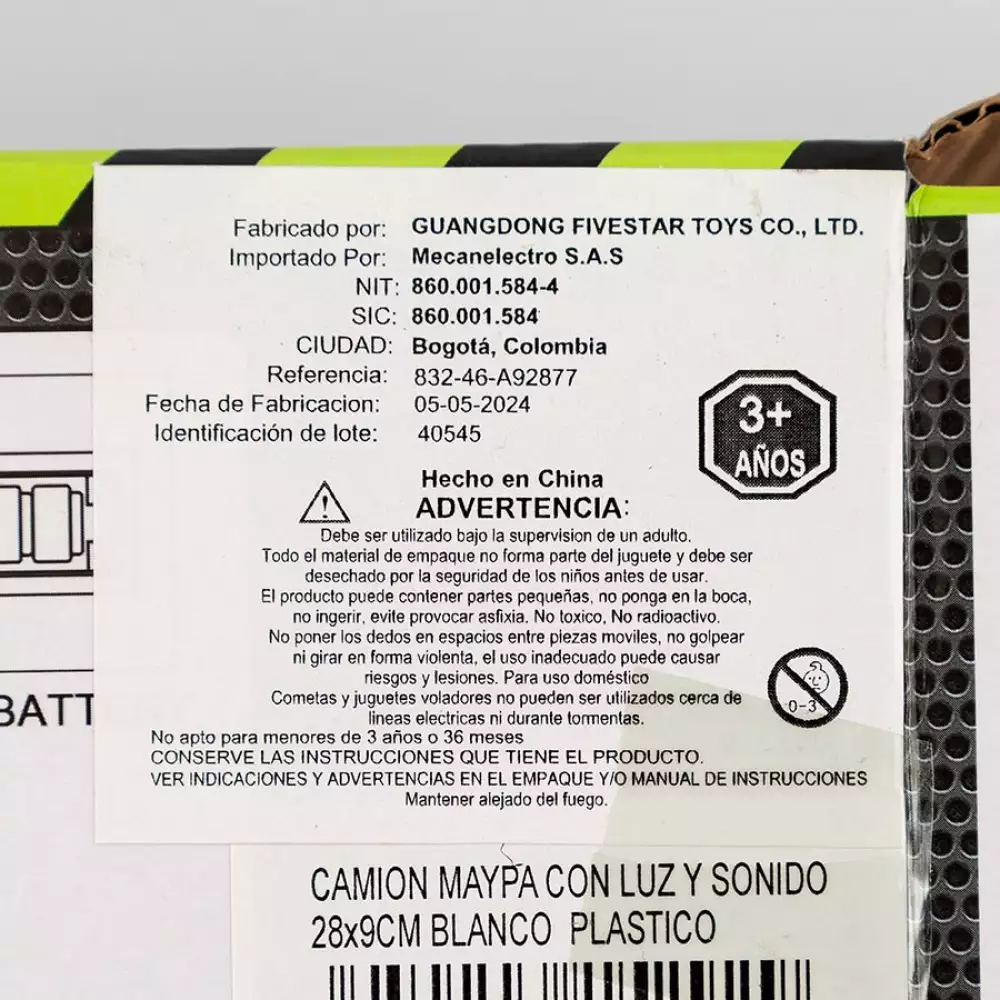 Fabricado por: GUANGDONG FIVESTAR TOYS CO., LTD.
Importado Por: Mecanelectro S.A.S
NIT: 860.001.584-4
SIC: 860.001.584
CIUDAD: Bogotá, Colombia
Referencia: 832-46-A92877
Fecha de Fabricacion: 05-05-2024
Identificación de lote: 40545
3+
AÑOS
Hecho en China
ADVERTENCIA:
Debe ser utilizado bajo la supervision de un adulto.
Todo el material de empaque no forma parte del juguete y debe ser
desechado por la seguridad de los niños antes de usar.
El producto puede contener partes pequeñas, no ponga en la boca,
no ingerir, evite provocar asfixia. No toxico, No radioactivo.
No poner los dedos en espacios entre piezas moviles, no golpear
ni girar en forma violenta, el uso inadecuado puede causar
riesgos y lesiones. Para uso doméstico
Cometas y juguetes voladores no pueden ser utilizados cerca de
lineas electricas ni durante tormentas.
0-3
BATT
No apto para menores de 3 años o 36 meses
CONSERVE LAS INSTRUCCIONES QUE TIENE EL PRODUCTO.
VER INDICACIONES Y ADVERTENCIAS EN EL EMPAQUE Y/O MANUAL DE INSTRUCCIONES
Mantener alejado del fuego.
CAMION MAYPA CON LUZ Y SONIDO
28x9CM BLANCO PLASTICO